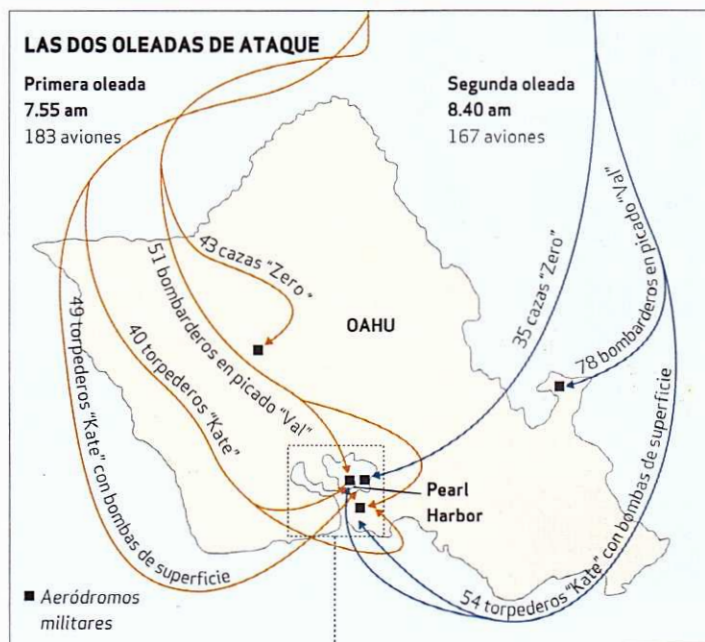 LAS DOS OLEADAS DE ATAQUE
Primera oleada
7.55 am
183 aviones
Segunda oleada
8.40 am
167 aviones
43 cazas "Zero"
51 bombarderos en picado "Val"
40 torpederos "Kate"
49 torpederos "Kate" con bombas de superficie
OAHU
35 cazas "Zero"
78 bombarderos en picado "Val"
54 torpederos "Kate" con bombas de superficie
Pearl
Harbor
Aeródromos
militares